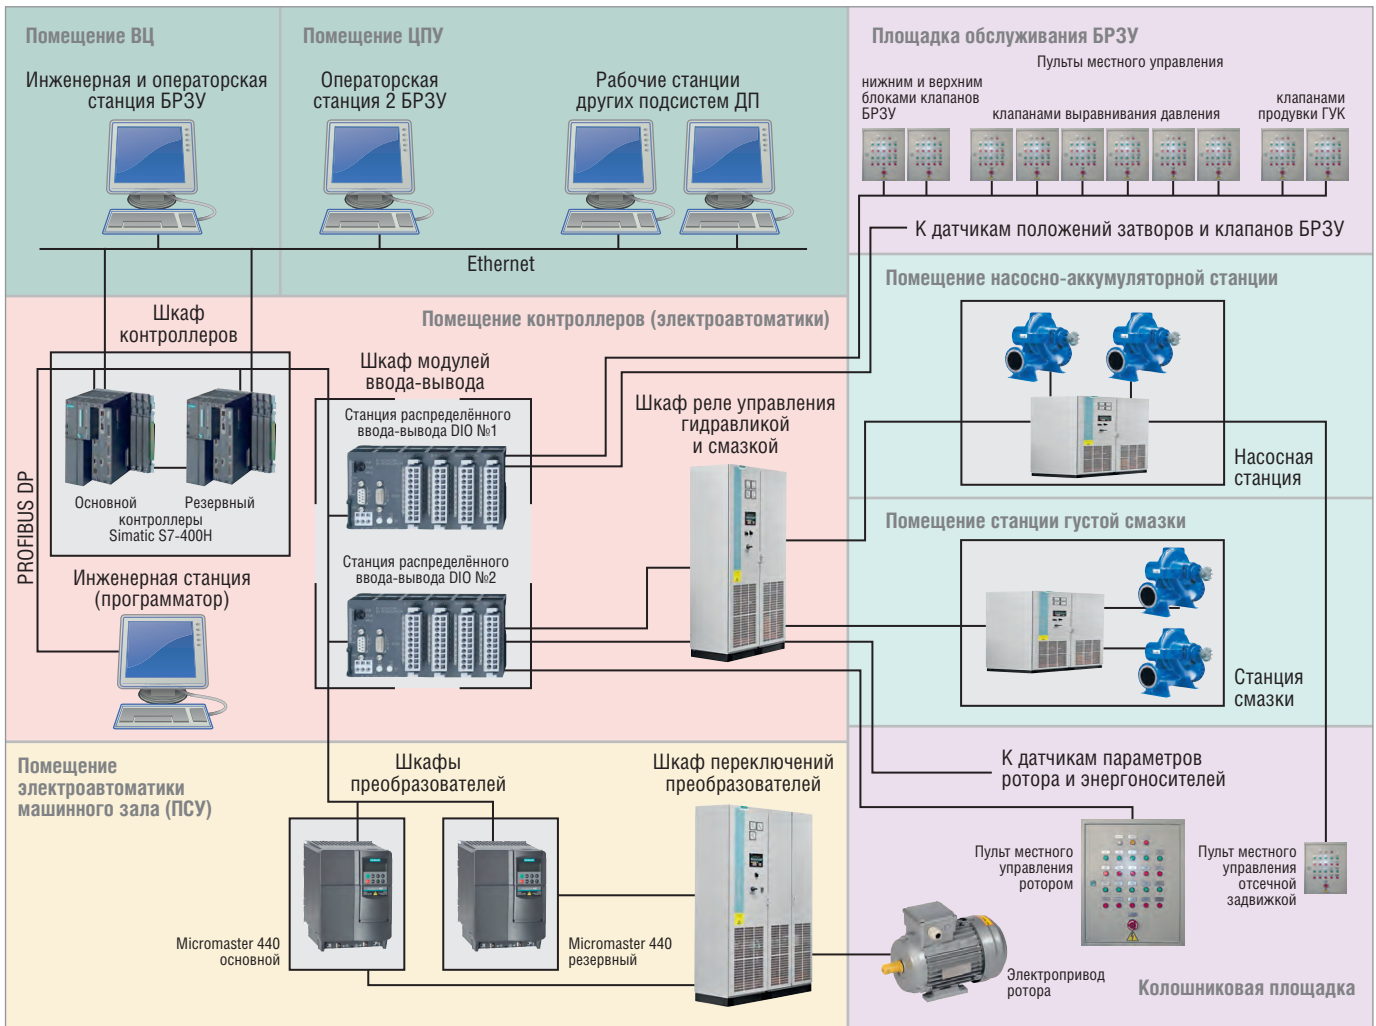 Помещение ВЦ
Инженерная и операторская
станция БРЗУ
Помещение ЦПУ
Операторская
станция 2 БРЗУ
Рабочие станции
других подсистем ДП
Ethernet
Площадка обслуживания БРЗУ
Пульты местного управления
нижним и верхним
блоками клапанов
БРЗУ
клапанами выравнивания давления
клапанами
продувки ГУК
К датчикам положений затворов и клапанов БРЗУ
Помещение контроллеров (электроавтоматики)
Шкаф
контроллеров
Основной
Резервный
контроллеры
Simatic S7-400H
PROFIBUS DP
Инженерная станция
(программатор)
Шкаф модулей
ввода-вывода
Станция распределённого
ввода-вывода DIO №1
Станция распределённого
ввода-вывода DIO №2
Шкаф реле управления
гидравликой
и смазкой
Помещение насосно-аккумуляторной станции
Насосная
станция
Помещение станции густой смазки
Станция
смазки
Помещение
электроавтоматики
машинного зала (ПСУ)
Шкафы
преобразователей
Micromaster 440
основной
Micromaster 440
резервный
Шкаф переключений
преобразователей
К датчикам параметров
ротора и энергоносителей
Пульт местного
управления
ротором
Пульт местного
управления
отсечной
задвижкой
Электропривод
ротора
Колошниковая площадка